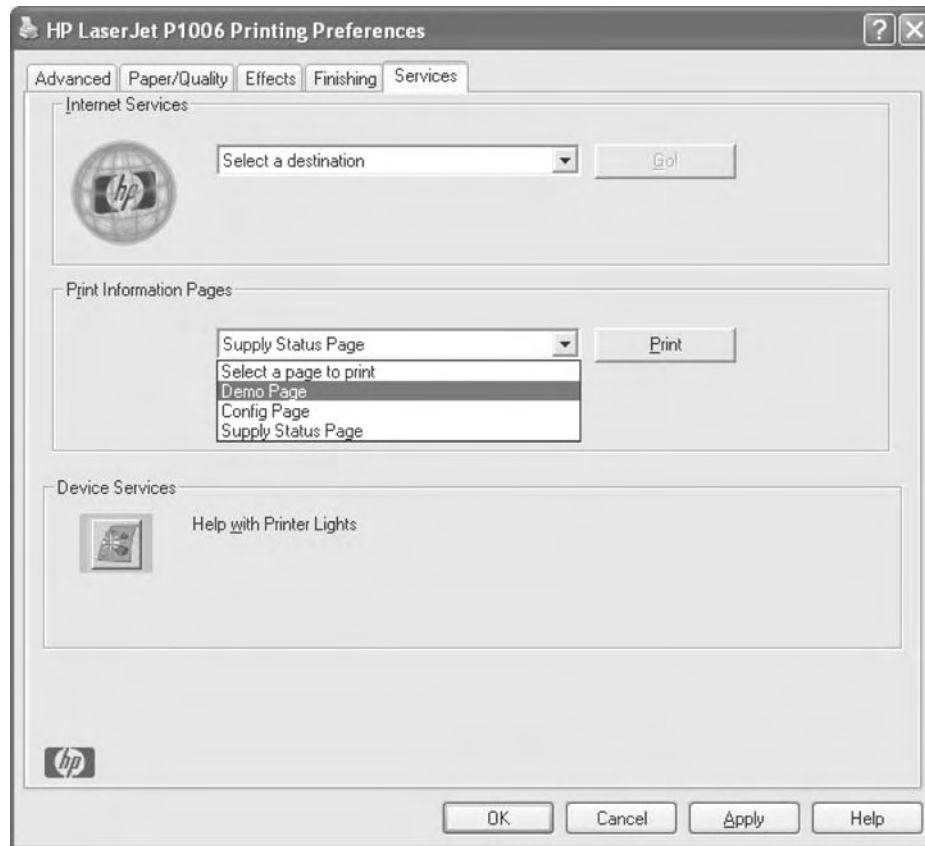 HP LaserJet P1006 Printing Preferences
Advanced Paper/Quality Effects Finishing Services
Internet Services
hp
Select a destination Go!
Print Information Pages
Supply Status Page Print
Select a page to print
Demo Page
Config Page
Supply Status Page
Device Services
Help with Printer Lights
hp
OK Cancel Apply Help